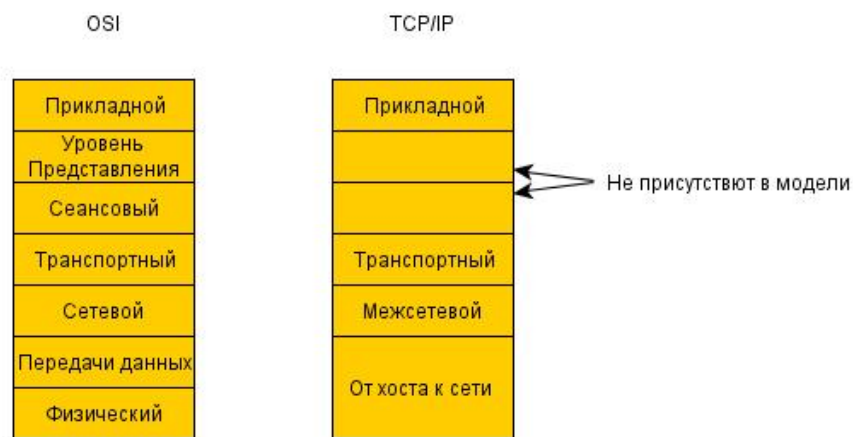 OSI
TCP/IP
Прикладной
Уровень
Представления
Сеансовый
Транспортный
Сетевой
Передачи данных
Физический
Прикладной
Транспортный
Межсетевой
От хоста к сети
Не присутствют в модели